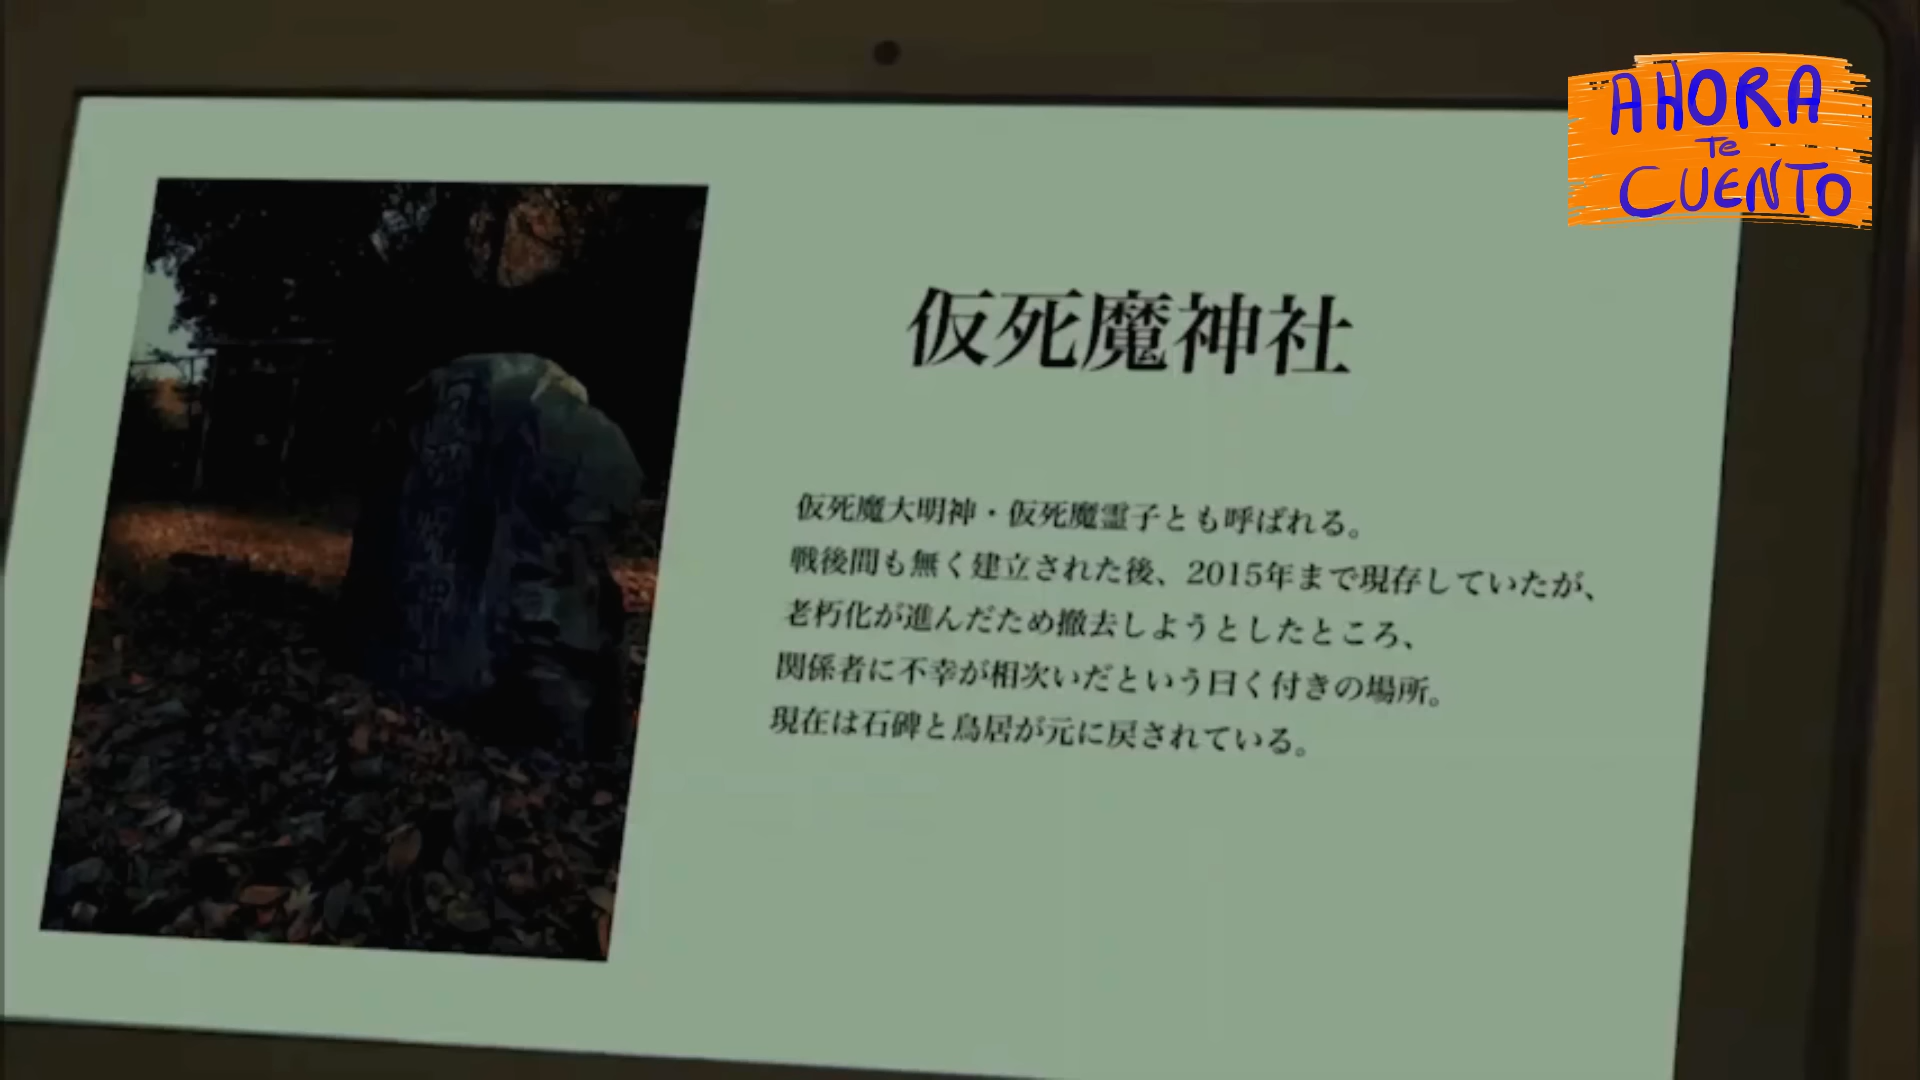 AHORA
Te
CUENTO
仮死魔神社
仮死魔大明神・仮死魔霊子とも呼ばれる。
戦後間も無く建立された後、2015年まで現存していたが、
老朽化が進んだため撤去しようとしたところ、
関係者に不幸が相次いだという曰く付きの場所。
現在は石碑と鳥居が元に戻されている。